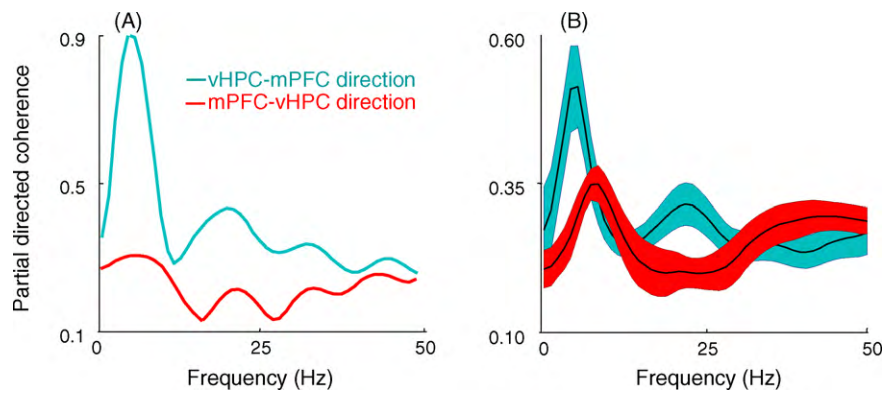 (A)
0.9
vHPC-mPFC direction
mPFC-vHPC direction
0.5
Partial directed coherence
0.1
0
25
50
Frequency (Hz)
(B)
0.60
0.35
0.10
0
25
50
Frequency (Hz)